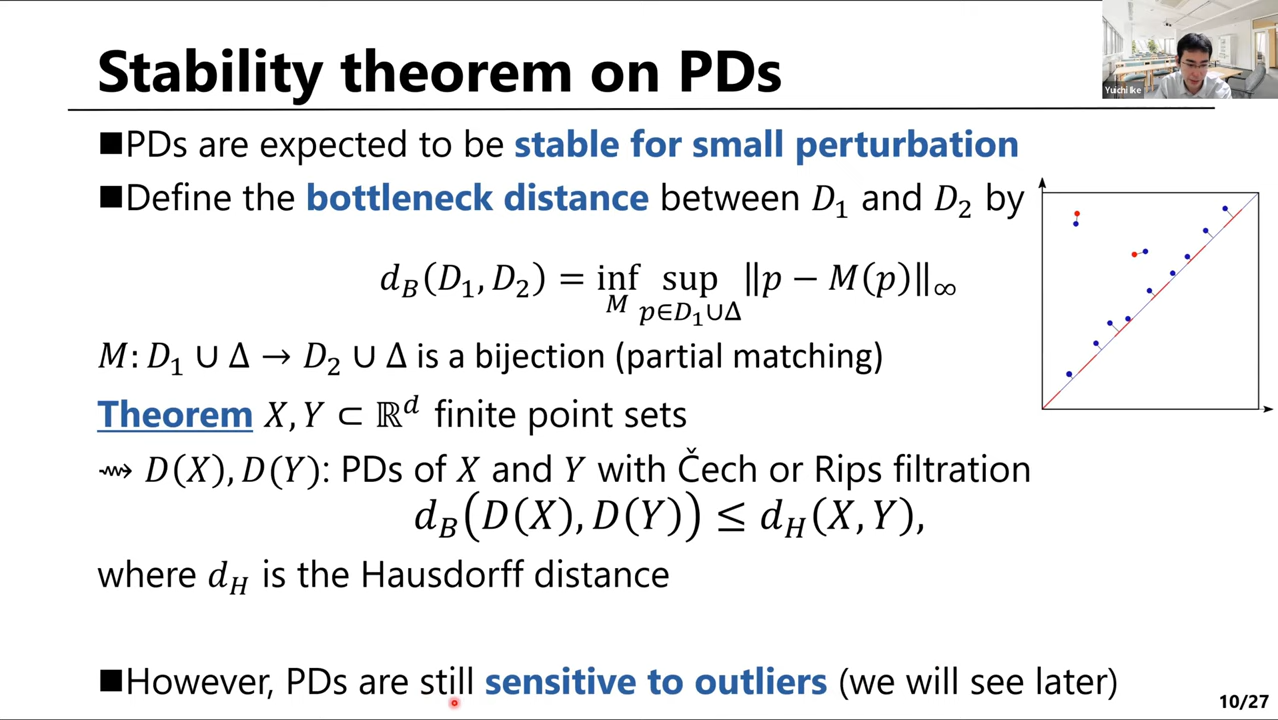 Stability theorem on PDs
Yuichi Ike
■PDs are expected to be stable for small perturbation
■Define the bottleneck distance between D₁ and D₂ by
d_B(D₁, D₂) = inf_M sup_{p∈D₁∪Δ} ‖p − M(p)‖_∞
M: D₁ ∪ Δ → D₂ ∪ Δ is a bijection (partial matching)
Theorem X, Y ⊂ ℝᵈ finite point sets
⇝ D(X), D(Y): PDs of X and Y with Čech or Rips filtration
d_B(D(X), D(Y)) ≤ d_H(X, Y),
where d_H is the Hausdorff distance
■However, PDs are still sensitive to outliers (we will see later)
10/27